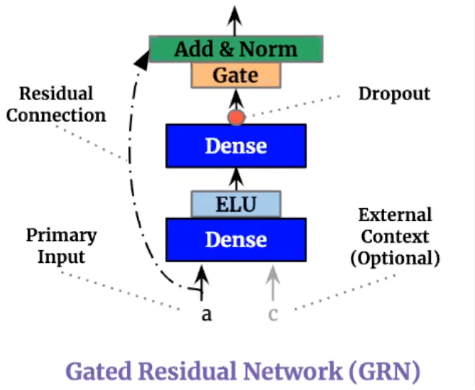 Add & Norm
Gate
Residual
Connection
Dropout
Dense
ELU
Dense
Primary
Input
External
Context
(Optional)
a
c
Gated Residual Network (GRN)